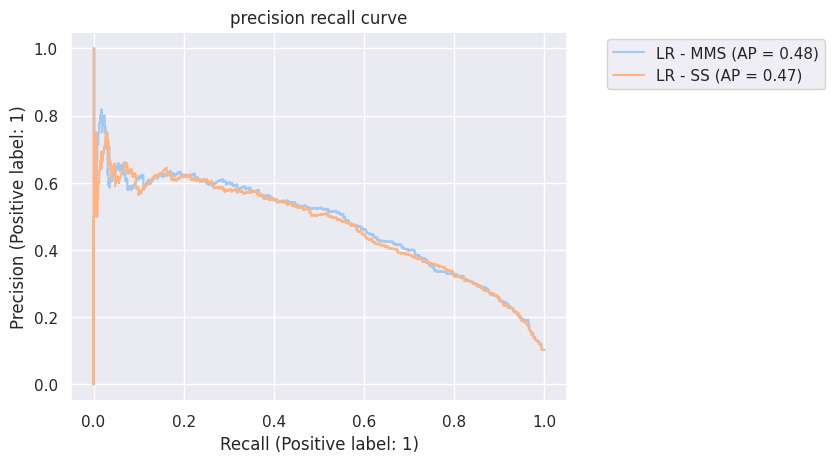 precision recall curve
LR - MMS (AP = 0.48)
LR - SS (AP = 0.47)
Precision (Positive label: 1)
1.0
0.8
0.6
0.4
0.2
0.0
0.0 0.2 0.4 0.6 0.8 1.0
Recall (Positive label: 1)